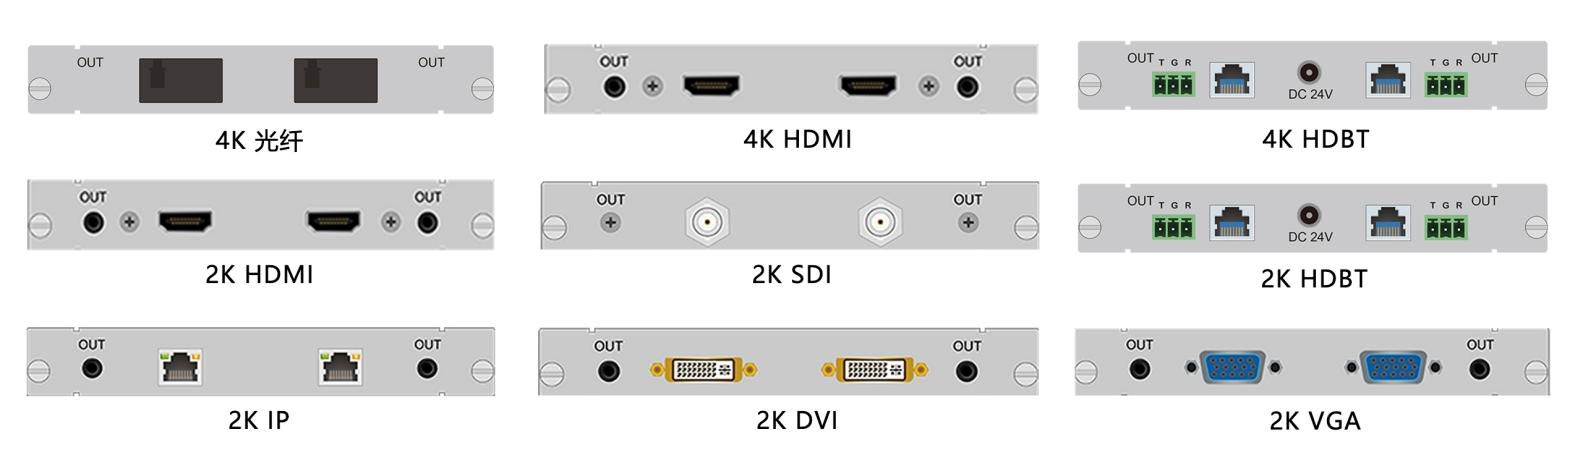 OUT OUT
4K 光纤
OUT OUT
4K HDMI
OUT T G R DC 24V T G R OUT
4K HDBT
OUT OUT
2K HDMI
OUT OUT
2K SDI
OUT T G R DC 24V T G R OUT
2K HDBT
OUT OUT
2K IP
OUT OUT
2K DVI
OUT OUT
2K VGA